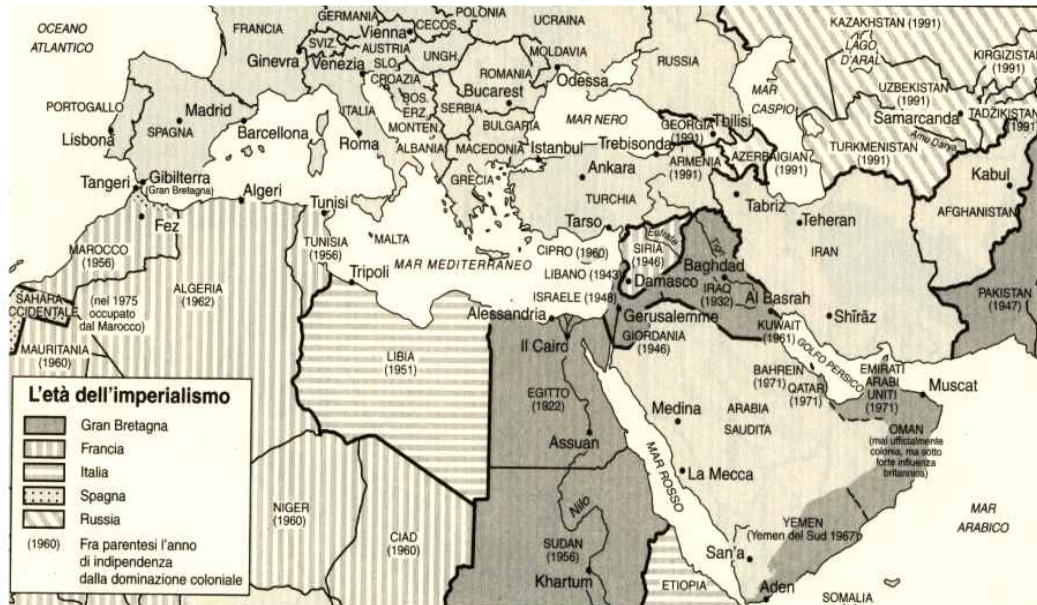 OCEANO
ATLANTICO
FRANCIA
GERMANIA
Vienna
CECOS.
POLONIA
UCRAINA
KAZAKHSTAN
(1991)
LAGO
D'ARAL
KIRGIZISTAN
(1991)
SVIZ.
AUSTRIA
SLO.
UNGH.
MOLDAVIA
RUSSIA
Ginevra
Venezia
CROAZIA
ROMANIA
Odessa
MAR
CASPIO
UZBEKISTAN
(1991)
PORTOGALLO
Madrid
BOS.
ERZ.
Bucarest
Samarcanda
TADŽIKISTAN
(1991)
Lisbona
SPAGNA
Barcellona
ITALIA
Roma
SERBIA
MONTEN.
BULGARIA
MAR NERO
GEORGIA
(1991)
Tbilisi
Amu Darya
ALBANIA
MACEDONIA
Istanbul
Trebisonda
ARMENIA
(1991)
AZERBAIGIAN
(1991)
TURKMENISTAN
(1991)
Tangeri
Gibilterra
(Gran Bretagna)
Algeri
Tunisi
GRECIA
Ankara
TURCHIA
Tabriz
Teheran
Kabul
AFGHANISTAN
Fez
MAROCCO
(1956)
TUNISIA
(1956)
MALTA
Tarso
CIPRO (1960)
SIRIA
(1946)
Eufrate
Tigri
IRAN
MAR MEDITERRANEO
Tripoli
LIBANO (1943)
Damasco
Baghdad
IRAQ
(1932)
Al Basrah
PAKISTAN
(1947)
SAHARA
OCCIDENTALE
(nel 1975
occupato
dal Marocco)
ALGERIA
(1962)
ISRAELE (1948)
Alessandria
Gerusalemme
GIORDANIA
(1946)
KUWAIT
(1961)
Shīrāz
MAURITANIA
(1960)
LIBIA
(1951)
Il Cairo
BAHREIN
(1971)
GOLFO PERSICO
QATAR
(1971)
EMIRATI
ARABI
UNITI
(1971)
Muscat
EGITTO
(1922)
Medina
ARABIA
SAUDITA
Assuan
La Mecca
MAR ROSSO
OMAN
(mai ufficialmente
colonia, ma sotto
forte influenza
britannica)
NIGER
(1960)
CIAD
(1960)
Nilo
SUDAN
(1956)
Khartum
YEMEN
(Yemen del Sud 1967)
San'a
Aden
MAR
ARABICO
ETIOPIA
SOMALIA
L'età dell'imperialismo
Gran Bretagna
Francia
Italia
Spagna
Russia
(1960) Fra parentesi l'anno
di indipendenza
dalla dominazione coloniale